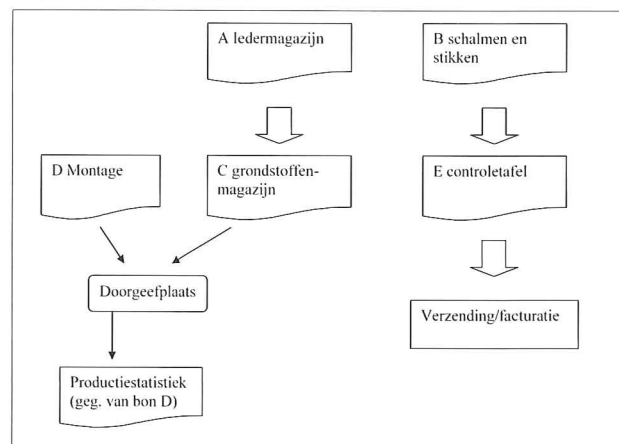 A ledermagazijn
B schalmen en
stikken
D Montage
C grondstoffen-
magazijn
E controletafel
Doorgeefplaats
Verzending/facturatie
Productiestatistiek
(geg. van bon D)